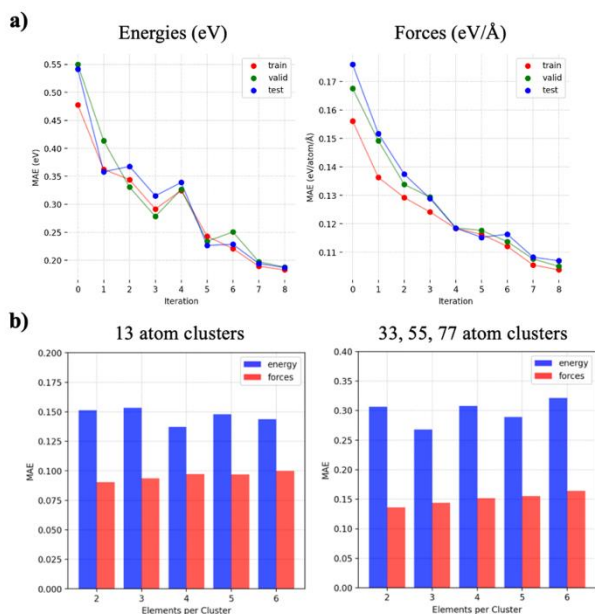 a)
Energies (eV)
Forces (eV/Å)
train
valid
test
0.55
0.50
0.45
0.40
0.35
0.30
0.25
0.20
MAE (eV)
0 1 2 3 4 5 6 7 8
Iteration
train
valid
test
0.17
0.16
0.15
0.14
0.13
0.12
0.11
MAE [eV/atom/Å)
0 1 2 3 4 5 6 7 8
Iteration
b)
13 atom clusters
33, 55, 77 atom clusters
energy
forces
0.200
0.175
0.150
0.125
0.100
0.075
0.050
0.025
0.000
MAE
2 3 4 5 6
Elements per Cluster
energy
forces
0.40
0.35
0.30
0.25
0.20
0.15
0.10
0.05
0.00
MAE
2 3 4 5 6
Elements per Cluster